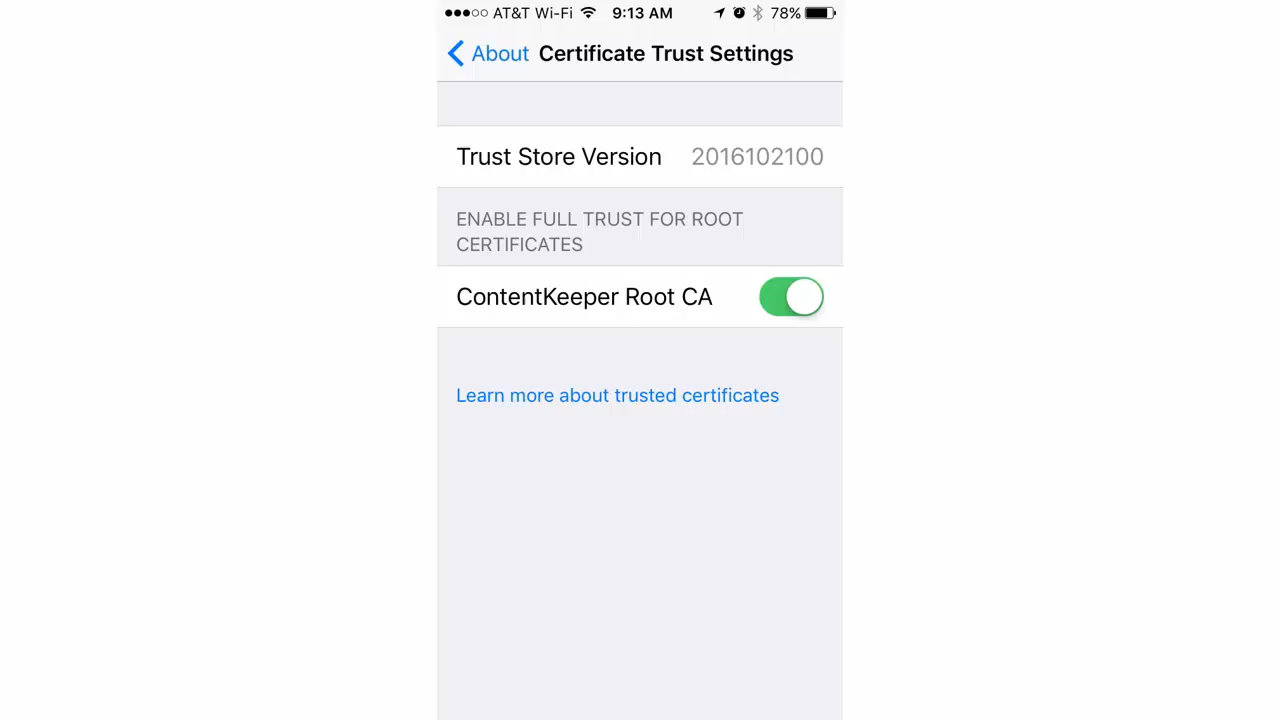 AT&T Wi-Fi 9:13 AM 78%
About Certificate Trust Settings
Trust Store Version 2016102100
ENABLE FULL TRUST FOR ROOT
CERTIFICATES
ContentKeeper Root CA
Learn more about trusted certificates